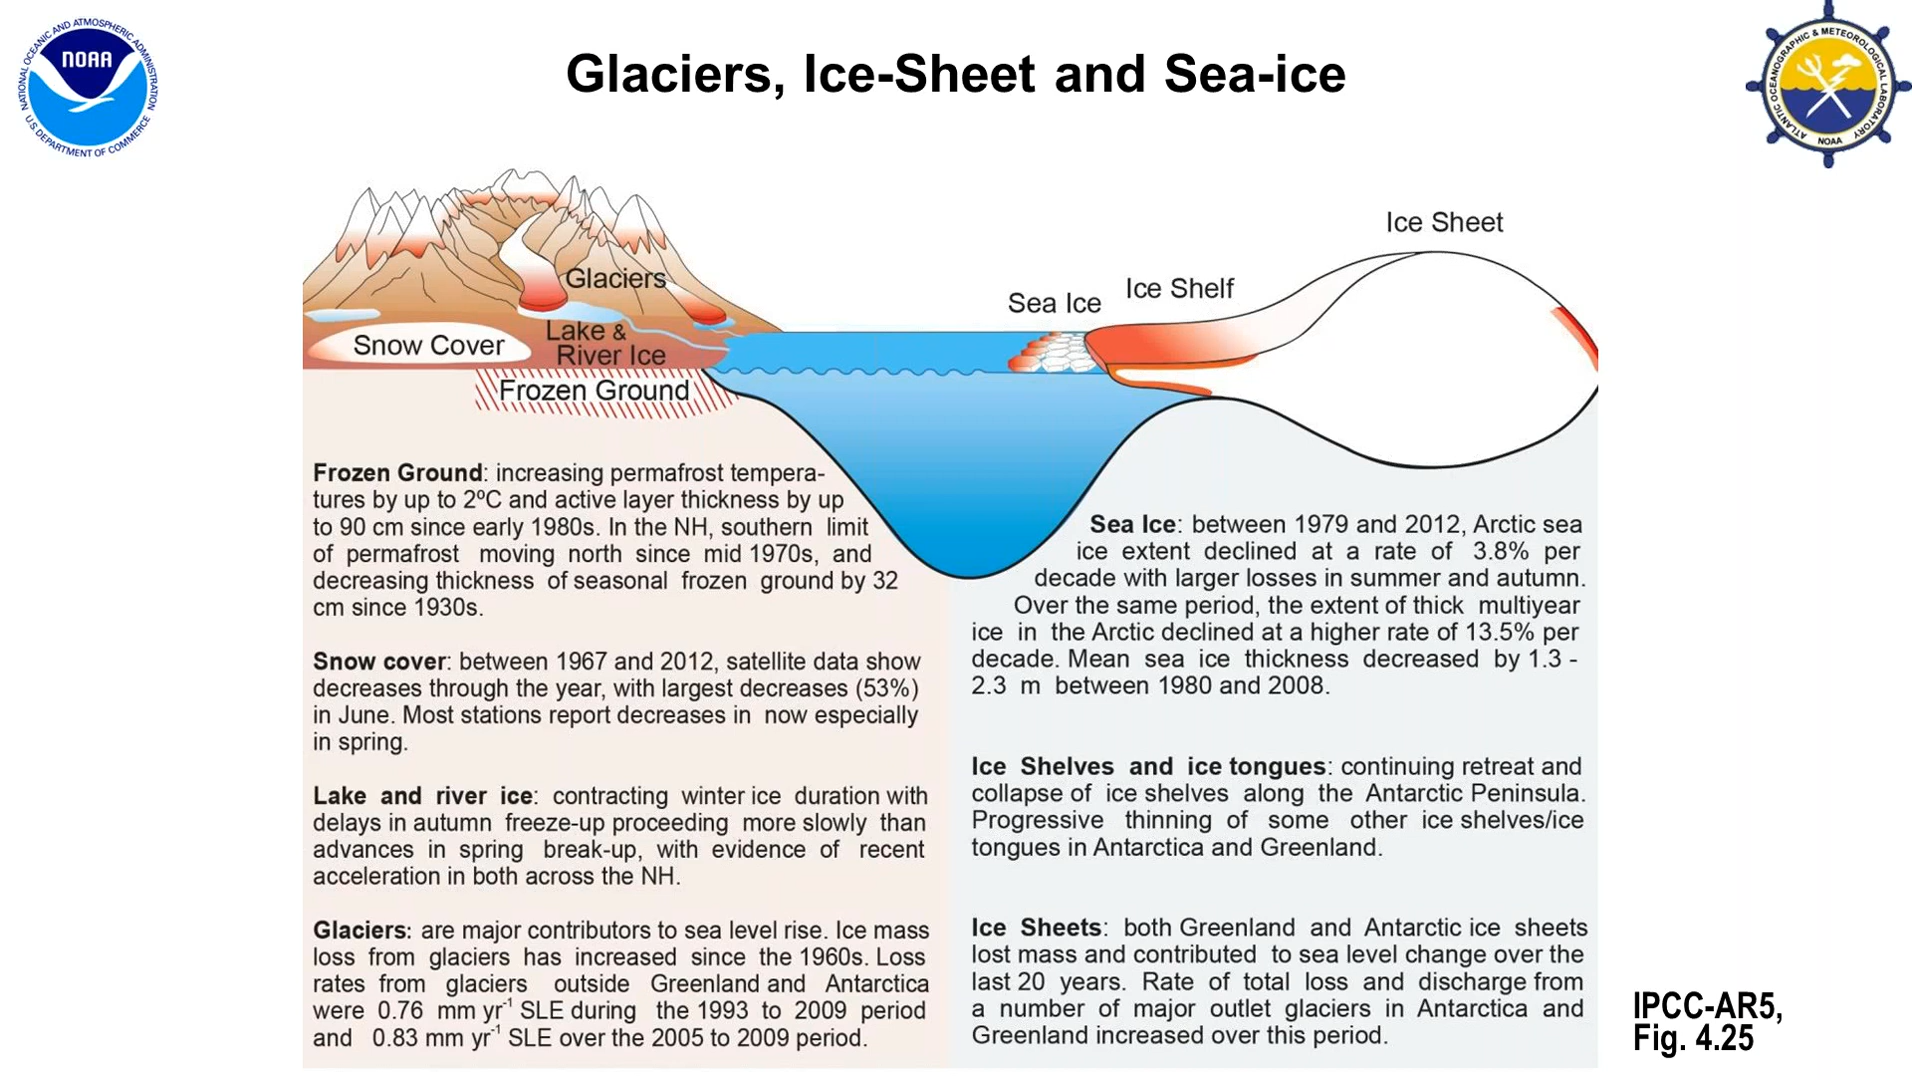 NATIONAL OCEANIC AND ATMOSPHERIC ADMINISTRATION
NOAA
U.S. DEPARTMENT OF COMMERCE
Glaciers, Ice-Sheet and Sea-ice
ATLANTIC OCEANOGRAPHIC & METEOROLOGICAL LABORATORY
NOAA
Ice Sheet
Glaciers
Ice Shelf
Sea Ice
Lake &
River Ice
Snow Cover
Frozen Ground
Frozen Ground: increasing permafrost tempera-
tures by up to 2ºC and active layer thickness by up
to 90 cm since early 1980s. In the NH, southern limit
of permafrost moving north since mid 1970s, and
decreasing thickness of seasonal frozen ground by 32
cm since 1930s.
Snow cover: between 1967 and 2012, satellite data show
decreases through the year, with largest decreases (53%)
in June. Most stations report decreases in now especially
in spring.
Lake and river ice: contracting winter ice duration with
delays in autumn freeze-up proceeding more slowly than
advances in spring break-up, with evidence of recent
acceleration in both across the NH.
Glaciers: are major contributors to sea level rise. Ice mass
loss from glaciers has increased since the 1960s. Loss
rates from glaciers outside Greenland and Antarctica
were 0.76 mm yr⁻¹ SLE during the 1993 to 2009 period
and 0.83 mm yr⁻¹ SLE over the 2005 to 2009 period.
Sea Ice: between 1979 and 2012, Arctic sea
ice extent declined at a rate of 3.8% per
decade with larger losses in summer and autumn.
Over the same period, the extent of thick multiyear
ice in the Arctic declined at a higher rate of 13.5% per
decade. Mean sea ice thickness decreased by 1.3 -
2.3 m between 1980 and 2008.
Ice Shelves and ice tongues: continuing retreat and
collapse of ice shelves along the Antarctic Peninsula.
Progressive thinning of some other ice shelves/ice
tongues in Antarctica and Greenland.
Ice Sheets: both Greenland and Antarctic ice sheets
lost mass and contributed to sea level change over the
last 20 years. Rate of total loss and discharge from
a number of major outlet glaciers in Antarctica and
Greenland increased over this period.
IPCC-AR5,
Fig. 4.25